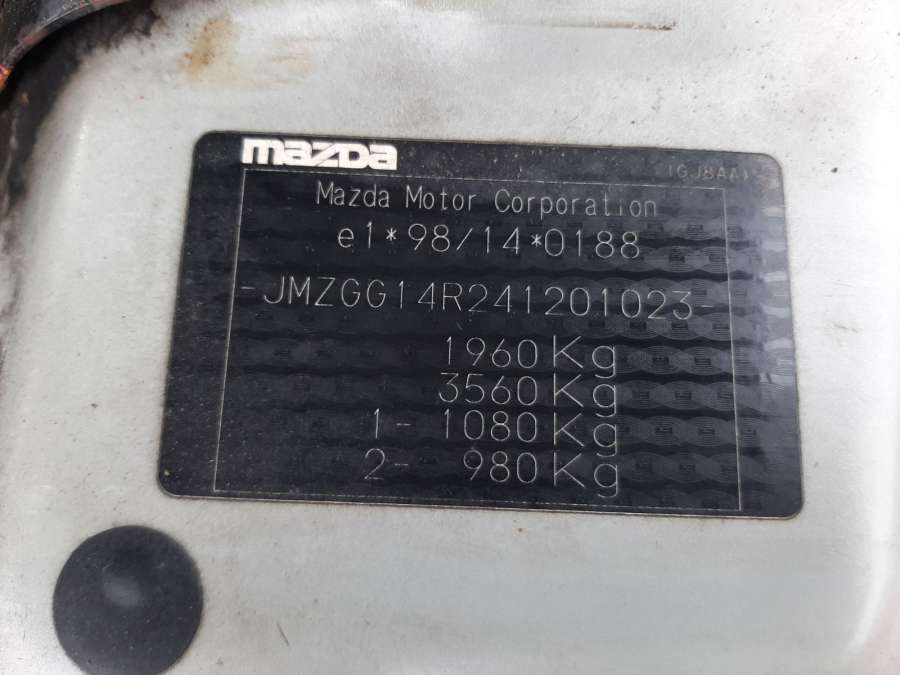 mazda
(GJ8AA)
Mazda Motor Corporation
e1*98/14*0188
-JMZGG14R241201023-
1960Kg
3560Kg
1- 1080Kg
2- 980Kg